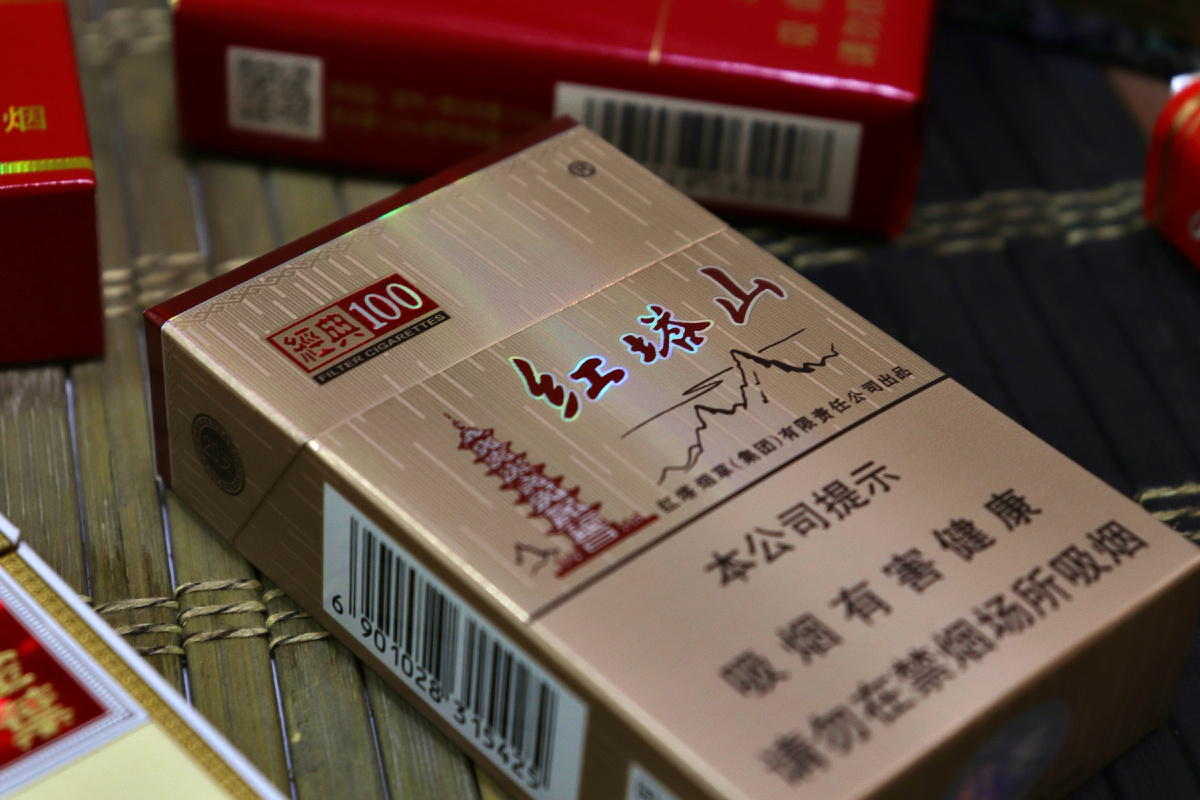 烟
®
經典100
FILTER CIGARETTES
红塔山
红塔烟草(集团)有限责任公司出品
本公司提示
吸烟有害健康
请勿在禁烟场所吸烟
6 901028 315425